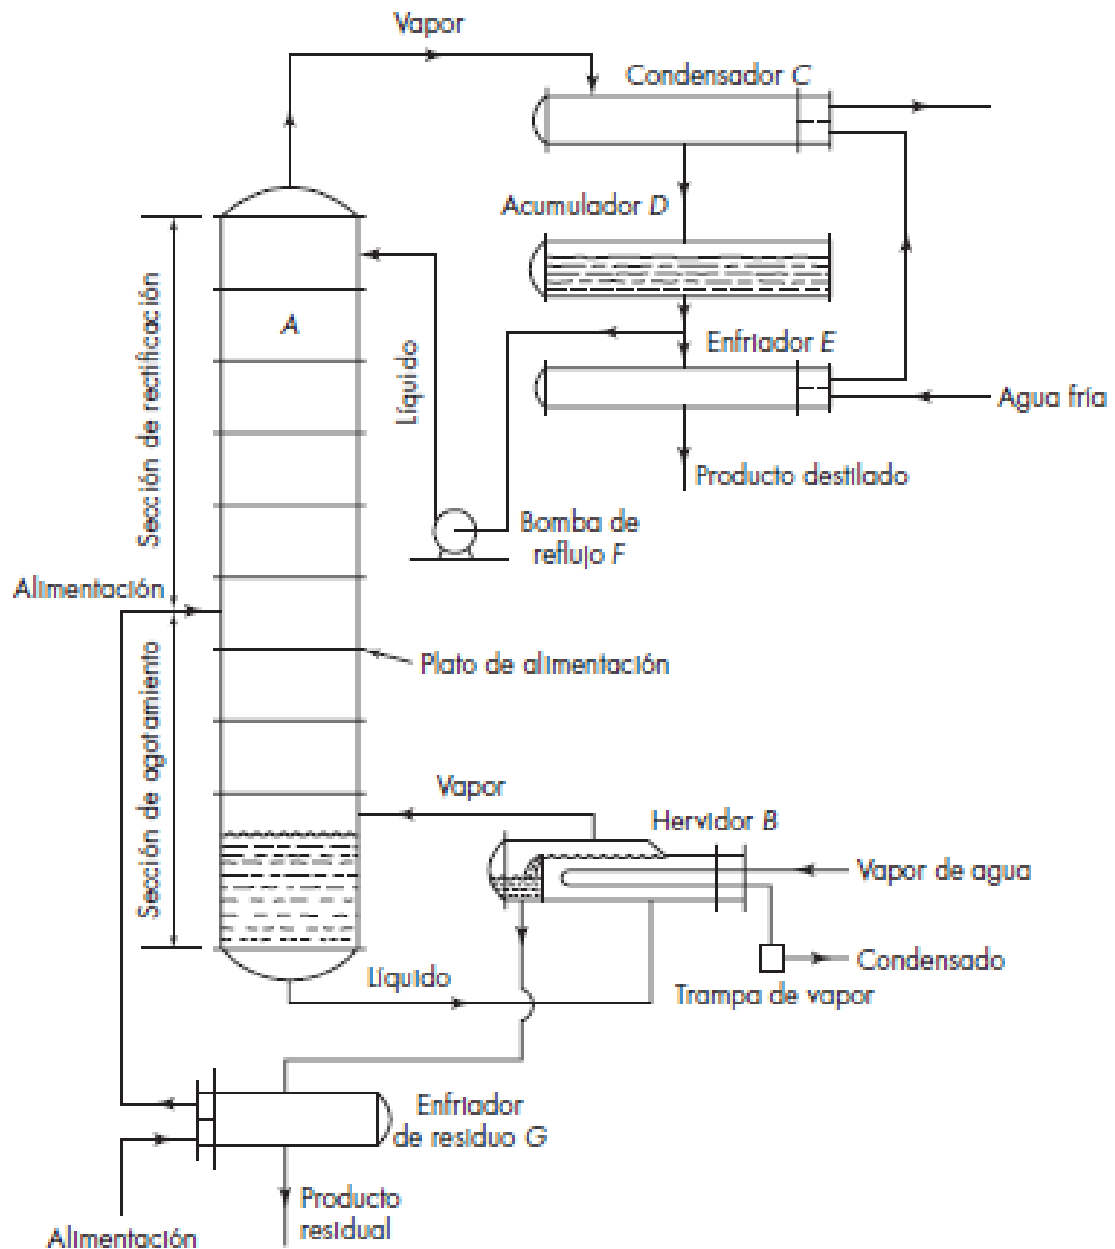 Vapor
Condensador C
Acumulador D
Sección de rectificación
A
Líquido
Enfriador E
Agua fría
Producto destilado
Bomba de
reflujo F
Alimentación
Plato de alimentación
Sección de agotamiento
Vapor
Hervidor B
Vapor de agua
Condensado
Líquido
Trampa de vapor
Enfriador
de residuo G
Producto
residual
Alimentación